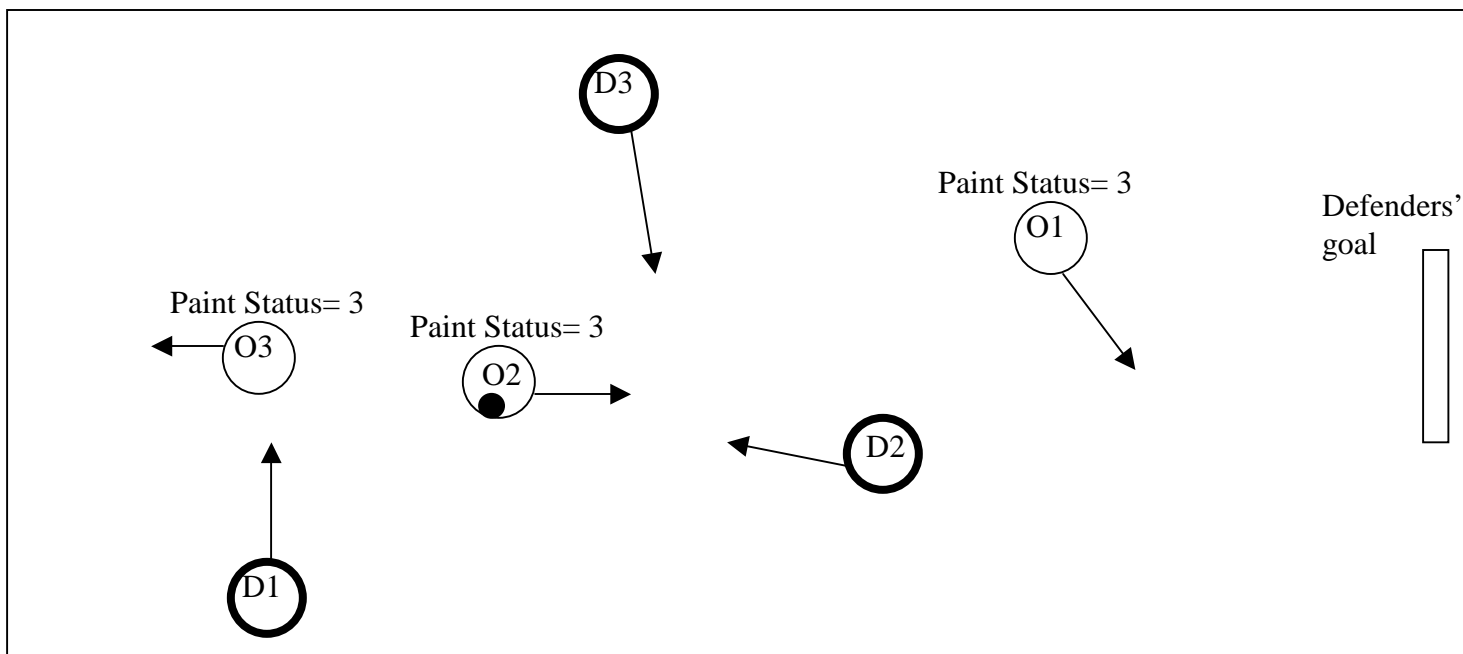 D3
Paint Status= 3
O1
Defenders’
goal
Paint Status= 3
O3
Paint Status= 3
O2
D2
D1